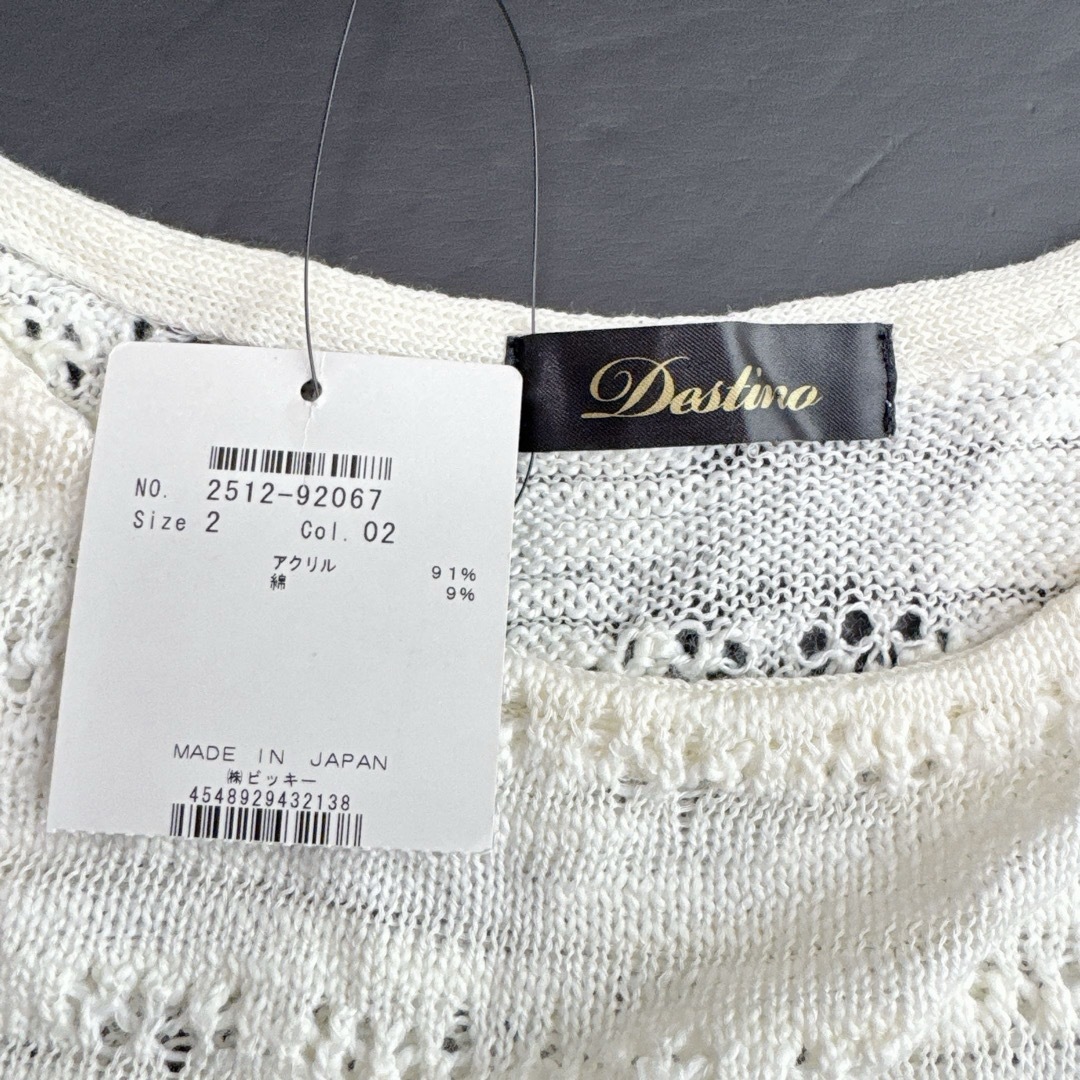 Destino
NO. 2512-92067
Size 2 Col. 02
アクリル 91%
綿 9%
MADE IN JAPAN
㈱ビッキー
4548929432138